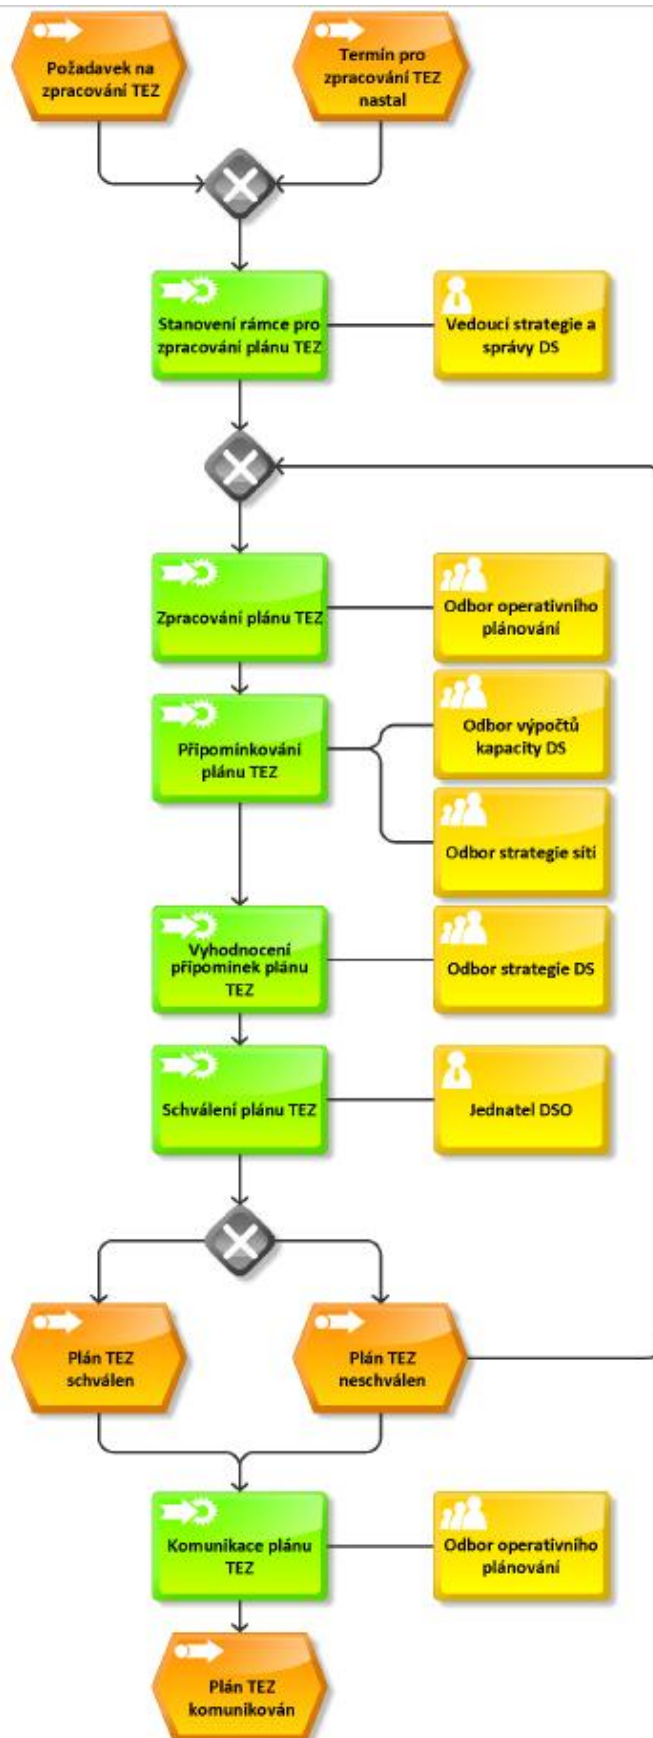 Požadavek na
zpracování TEZ
Termín pro
zpracování TEZ
nastal
Stanovení rámce pro
zpracování plánu TEZ
Vedoucí strategie a
správy DS
Zpracování plánu TEZ
Odbor operativního
plánování
Připomínkování
plánu TEZ
Odbor výpočtů
kapacity DS
Odbor strategie sítí
Vyhodnocení
připomínek plánu
TEZ
Odbor strategie DS
Schválení plánu TEZ
Jednatel DSO
Plán TEZ
schválen
Plán TEZ
neschválen
Komunikace plánu
TEZ
Odbor operativního
plánování
Plán TEZ
komunikován